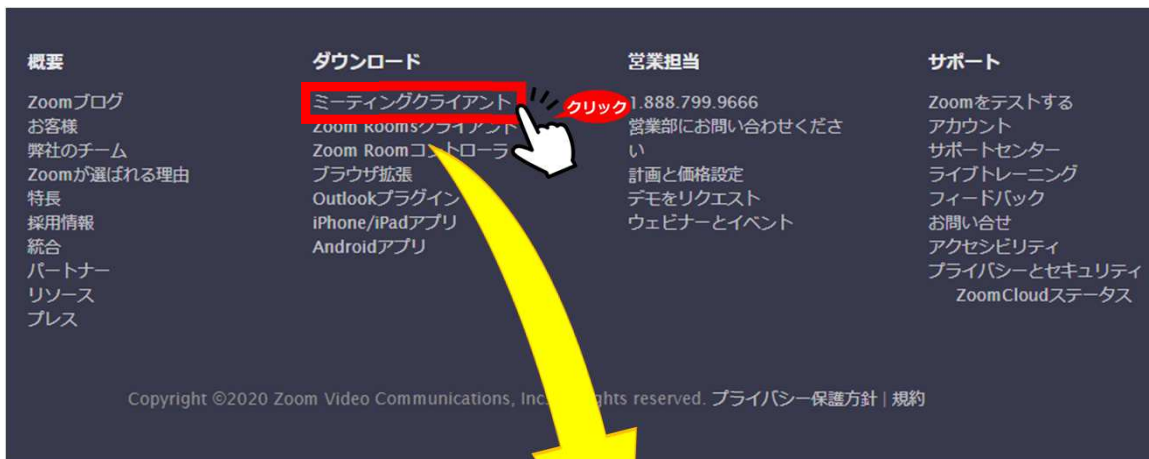 概要
Zoomブログ
お客様
弊社のチーム
Zoomが選ばれる理由
特長
採用情報
統合
パートナー
リソース
プレス
ダウンロード
ミーティングクライアント
クリック
Zoom Roomsクライアント
Zoom Roomコントローラ
ブラウザ拡張
Outlookプラグイン
iPhone/iPadアプリ
Androidアプリ
営業担当
1.888.799.9666
営業部にお問い合わせくださ
い
計画と価格設定
デモをリクエスト
ウェビナーとイベント
サポート
Zoomをテストする
アカウント
サポートセンター
ライブトレーニング
フィードバック
お問い合せ
アクセシビリティ
プライバシーとセキュリティ
ZoomCloudステータス
Copyright ©2020 Zoom Video Communications, Inc. reserved. プライバシー保護方針 | 規約